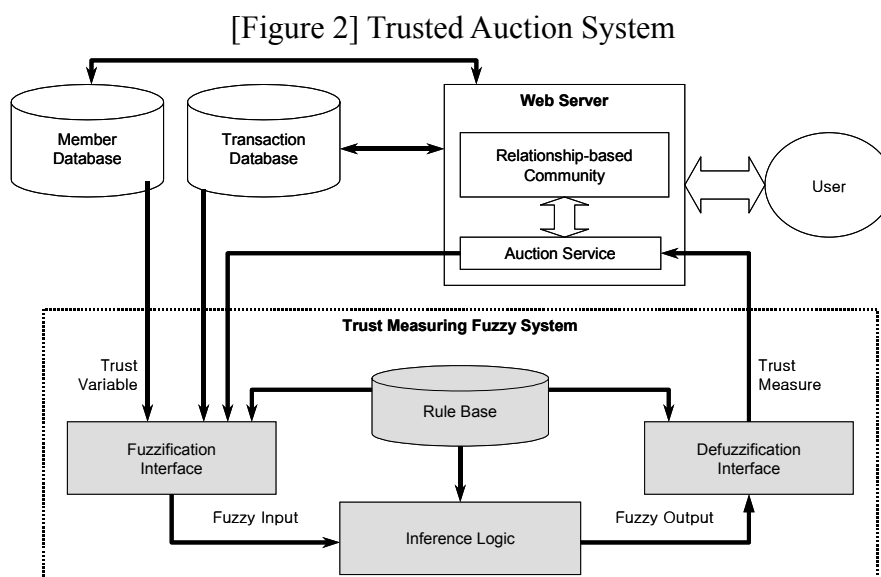 [Figure 2] Trusted Auction System
Web Server
Member
Database
Transaction
Database
Relationship-based
Community
User
Auction Service
Trust Measuring Fuzzy System
Trust
Variable
Trust
Measure
Rule Base
Fuzzification
Interface
Defuzzification
Interface
Fuzzy Input
Inference Logic
Fuzzy Output